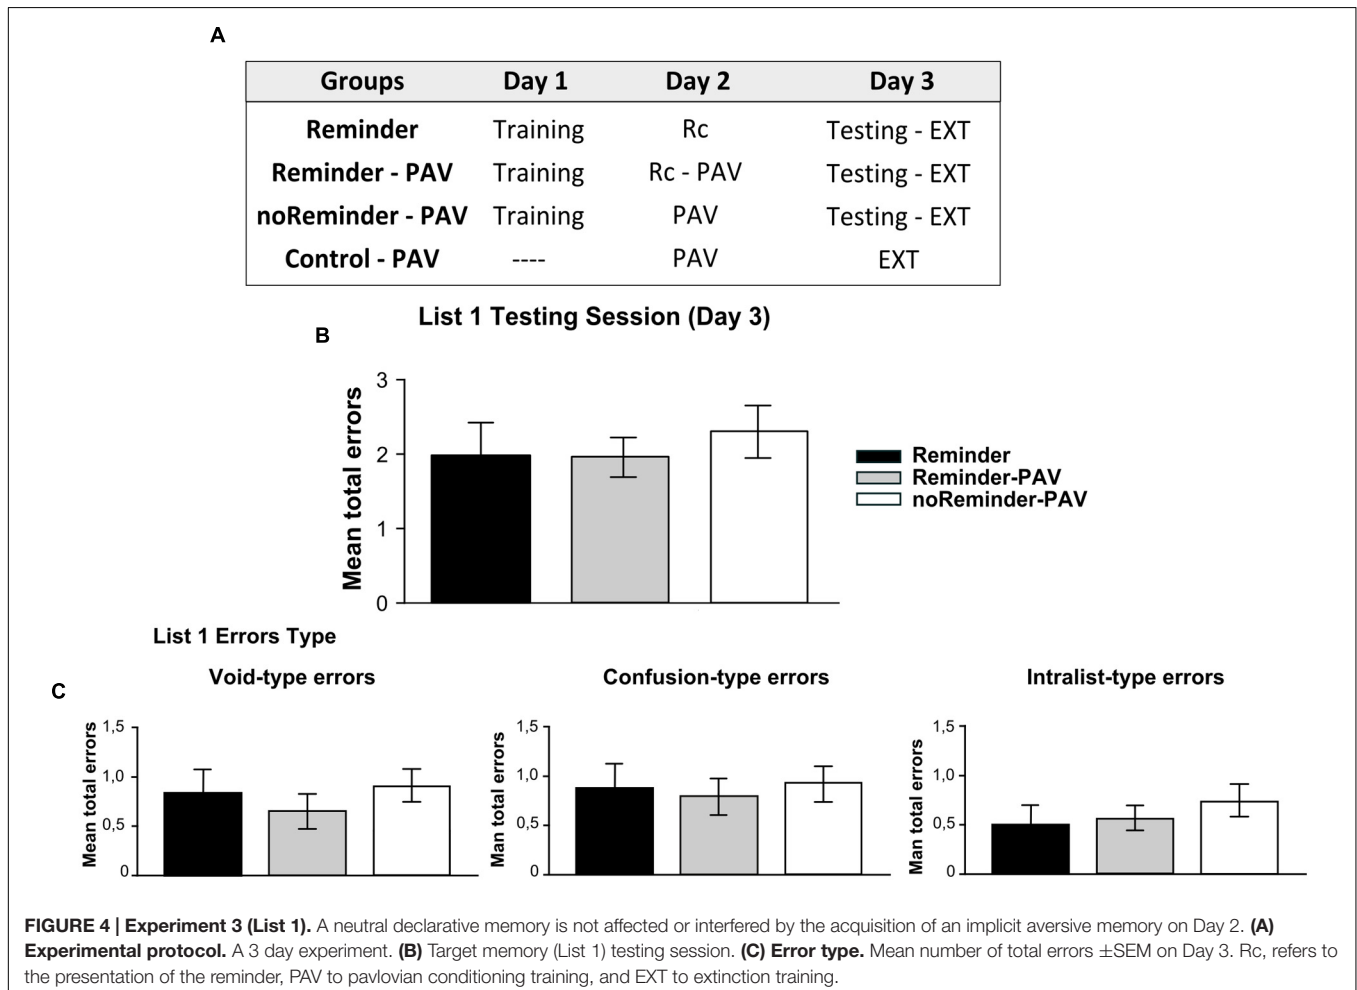 A
Groups Day 1 Day 2 Day 3
Reminder Training Rc Testing - EXT
Reminder - PAV Training Rc - PAV Testing - EXT
noReminder - PAV Training PAV Testing - EXT
Control - PAV ---- PAV EXT
List 1 Testing Session (Day 3)
B
Mean total errors
3
2
1
0
Reminder
Reminder-PAV
noReminder-PAV
List 1 Errors Type
C
Void-type errors
Mean total errors
1,5
1,0
0,5
0
Confusion-type errors
Man total errors
1,5
1,0
0,5
0
Intralist-type errors
Man total errors
1,5
1,0
0,5
0
FIGURE 4 | Experiment 3 (List 1). A neutral declarative memory is not affected or interfered by the acquisition of an implicit aversive memory on Day 2. (A)
Experimental protocol. A 3 day experiment. (B) Target memory (List 1) testing session. (C) Error type. Mean number of total errors ±SEM on Day 3. Rc, refers to
the presentation of the reminder, PAV to pavlovian conditioning training, and EXT to extinction training.